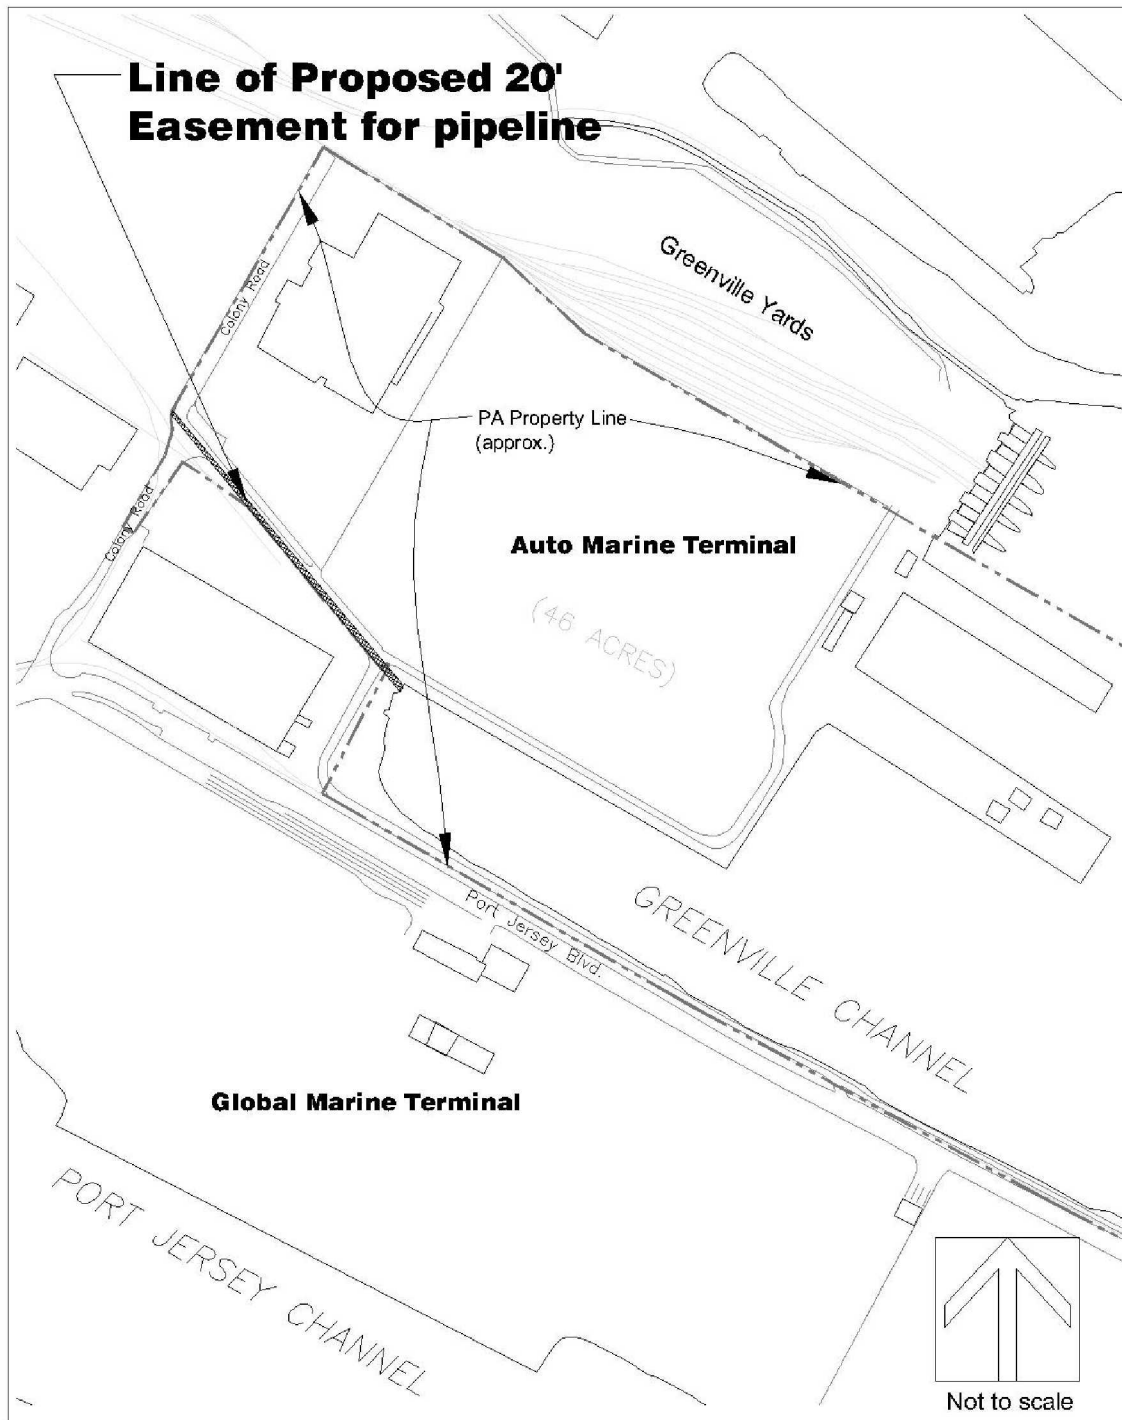 Line of Proposed 20'
Easement for pipeline
Greenville Yards
Colony Road
PA Property Line
(approx.)
Colony Road
Auto Marine Terminal
(46 ACRES)
GREENVILLE CHANNEL
Port Jersey Blvd.
Global Marine Terminal
PORT JERSEY CHANNEL
Not to scale